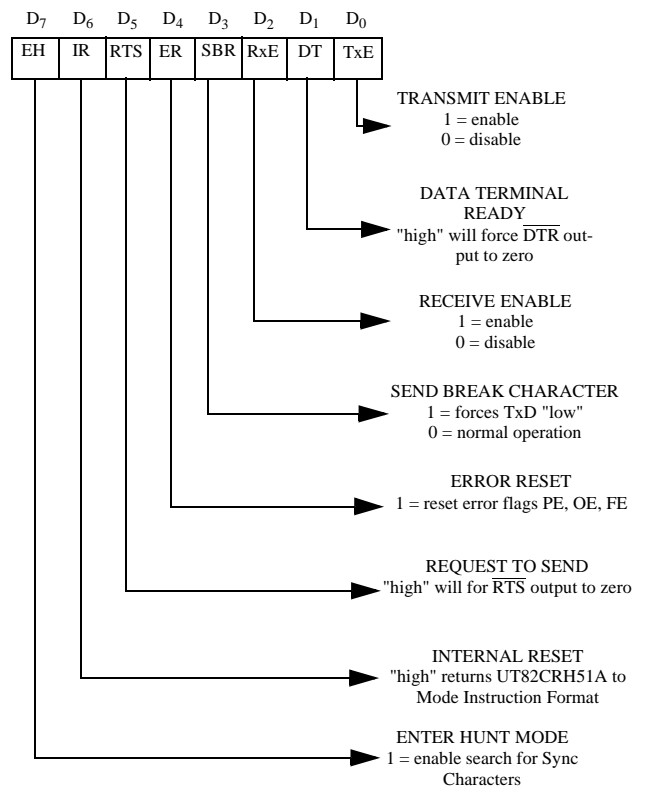 D7 D6 D5 D4 D3 D2 D1 D0
EH IR RTS ER SBR RxE DT TxE
TRANSMIT ENABLE
1 = enable
0 = disable
DATA TERMINAL
READY
"high" will force D̅T̅R̅ out-
put to zero
RECEIVE ENABLE
1 = enable
0 = disable
SEND BREAK CHARACTER
1 = forces TxD "low"
0 = normal operation
ERROR RESET
1 = reset error flags PE, OE, FE
REQUEST TO SEND
"high" will for R̅T̅S̅ output to zero
INTERNAL RESET
"high" returns UT82CRH51A to
Mode Instruction Format
ENTER HUNT MODE
1 = enable search for Sync
Characters